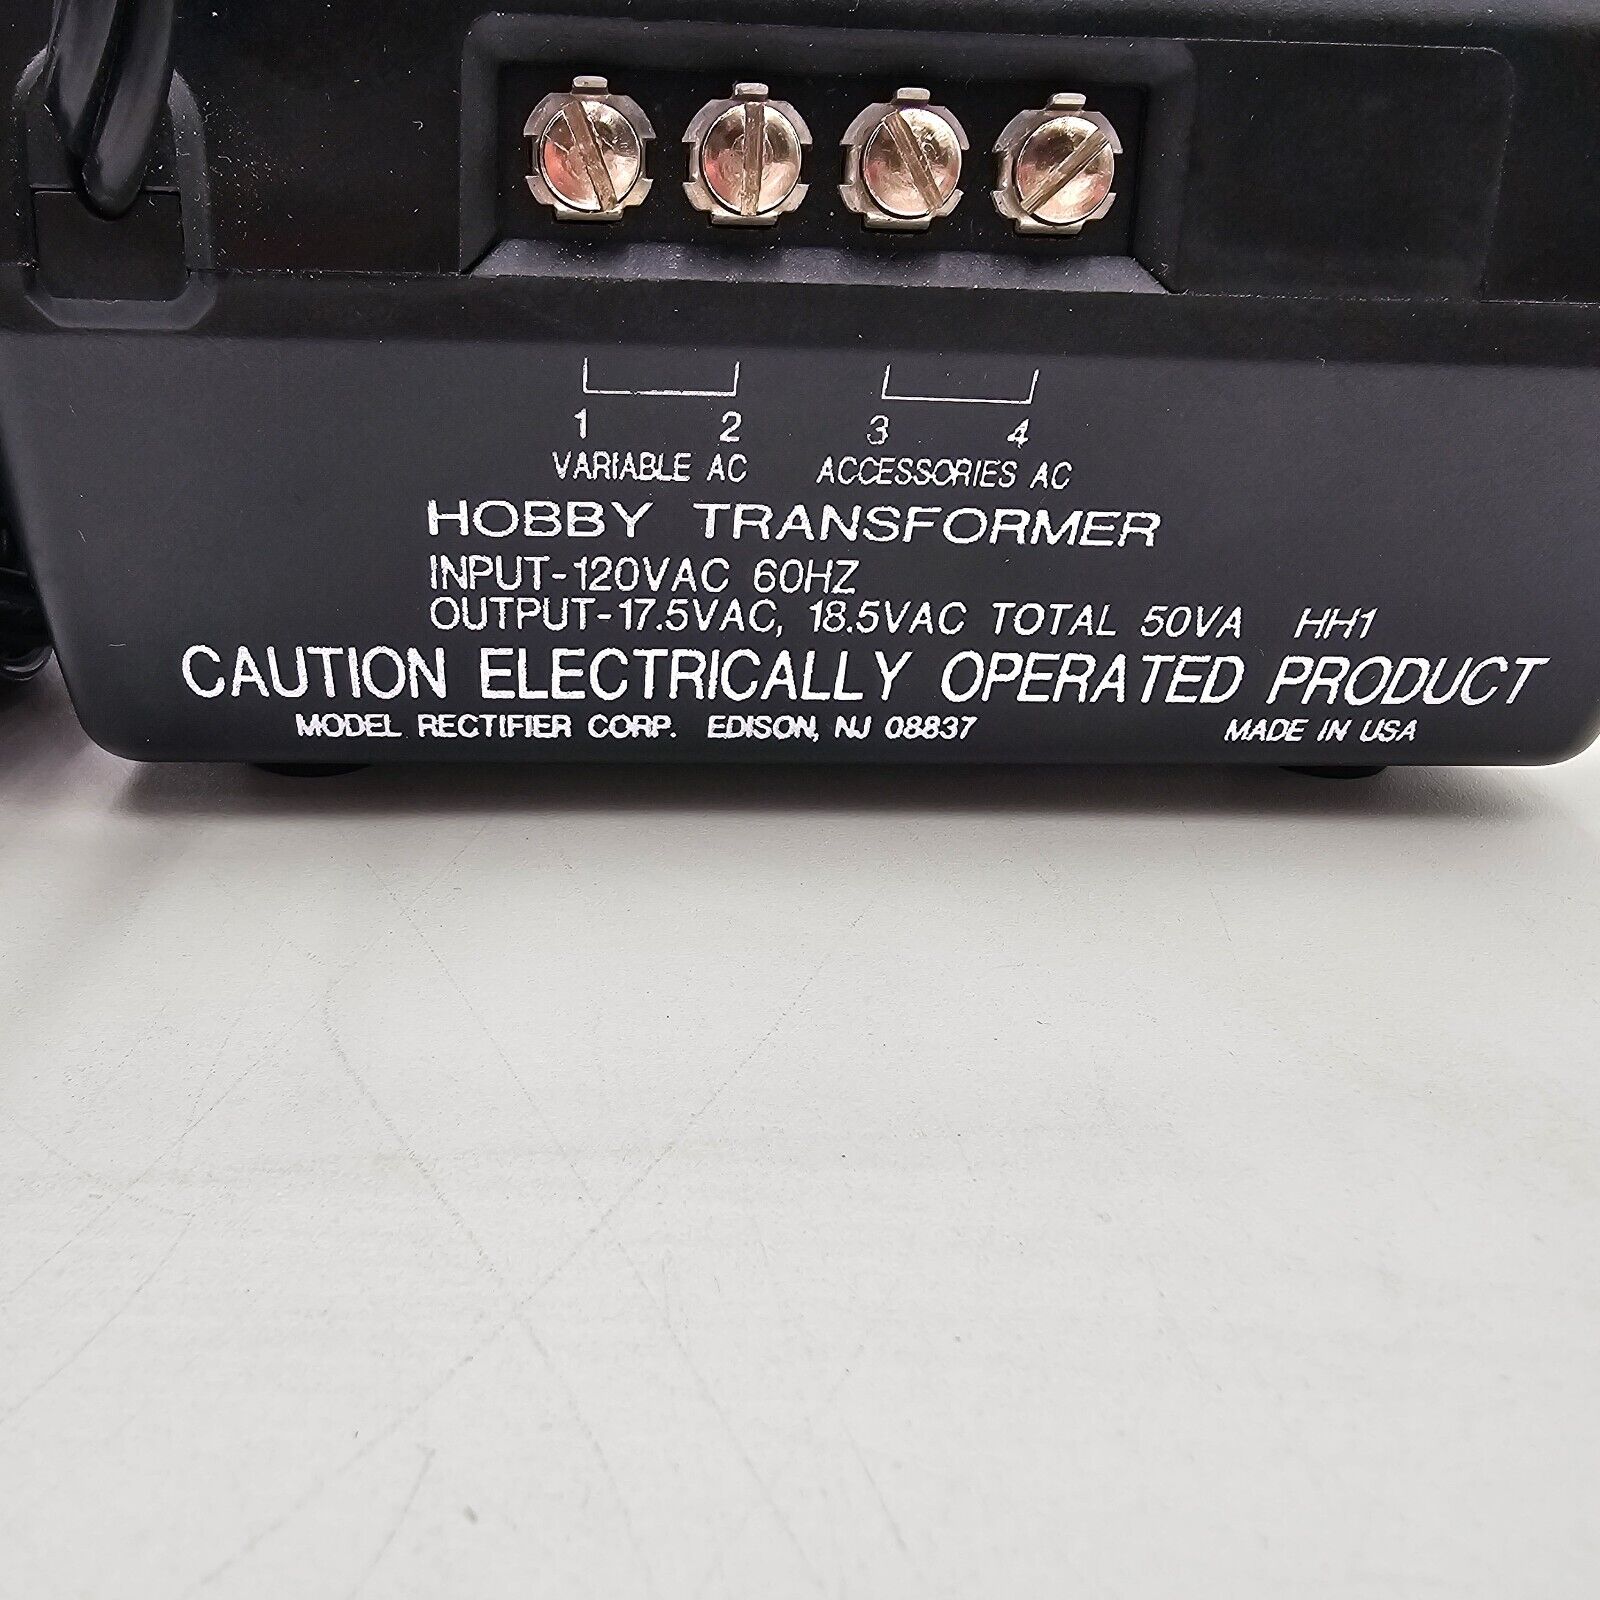 1 2 3 4
VARIABLE AC ACCESSORIES AC
HOBBY TRANSFORMER
INPUT-120VAC 60HZ
OUTPUT-17.5VAC, 18.5VAC TOTAL 50VA HH1
CAUTION ELECTRICALLY OPERATED PRODUCT
MODEL RECTIFIER CORP. EDISON, NJ 08837 MADE IN USA